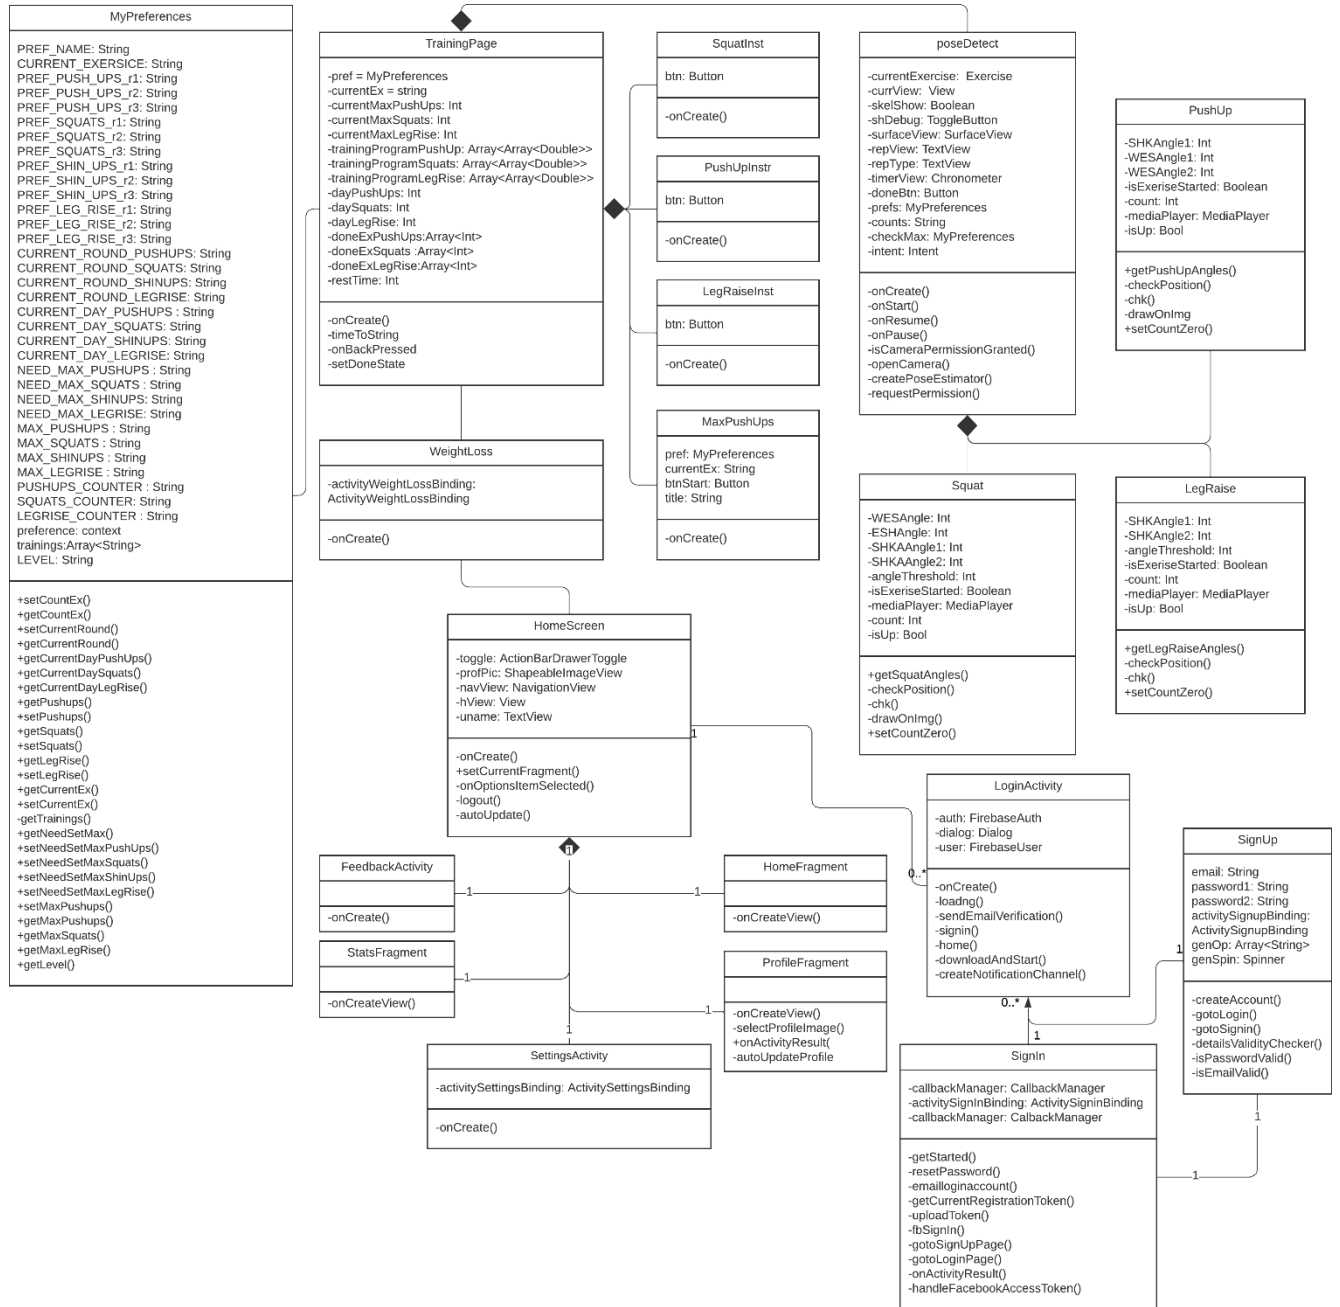 MyPreferences
PREF_NAME: String
CURRENT_EXERSICE: String
PREF_PUSH_UPS_r1: String
PREF_PUSH_UPS_r2: String
PREF_PUSH_UPS_r3: String
PREF_SQUATS_r1: String
PREF_SQUATS_r2: String
PREF_SQUATS_r3: String
PREF_SHIN_UPS_r1: String
PREF_SHIN_UPS_r2: String
PREF_SHIN_UPS_r3: String
PREF_LEG_RISE_r1: String
PREF_LEG_RISE_r2: String
PREF_LEG_RISE_r3: String
CURRENT_ROUND_PUSHUPS: String
CURRENT_ROUND_SQUATS: String
CURRENT_ROUND_SHINUPS: String
CURRENT_ROUND_LEGRISE: String
CURRENT_DAY_PUSHUPS : String
CURRENT_DAY_SQUATS: String
CURRENT_DAY_SHINUPS: String
CURRENT_DAY_LEGRISE: String
NEED_MAX_PUSHUPS : String
NEED_MAX_SQUATS : String
NEED_MAX_SHINUPS: String
NEED_MAX_LEGRISE: String
MAX_PUSHUPS : String
MAX_SQUATS : String
MAX_SHINUPS : String
MAX_LEGRISE : String
PUSHUPS_COUNTER : String
SQUATS_COUNTER: String
LEGRISE_COUNTER : String
preference: context
trainings:Array<String>
LEVEL: String
+setCountEx()
+getCountEx()
+setCurrentRound()
+getCurrentRound()
+getCurrentDayPushUps()
+getCurrentDaySquats()
+getCurrentDayLegRise()
+getPushups()
+setPushups()
+getSquats()
+setSquats()
+getLegRise()
+setLegRise()
+getCurrentEx()
+setCurrentEx()
-getTrainings()
+getNeedSetMax()
+setNeedSetMaxPushUps()
+setNeedSetMaxSquats()
+setNeedSetMaxShinUps()
+setNeedSetMaxLegRise()
+setMaxPushups()
+getMaxPushups()
+getMaxSquats()
+getMaxLegRise()
+getLevel()
TrainingPage
-pref = MyPreferences
-currentEx = string
-currentMaxPushUps: Int
-currentMaxSquats: Int
-currentMaxLegRise: Int
-trainingProgramPushUp: Array<Array<Double>>
-trainingProgramSquats: Array<Array<Double>>
-trainingProgramLegRise: Array<Array<Double>>
-dayPushUps: Int
-daySquats: Int
-dayLegRise: Int
-doneExPushUps:Array<Int>
-doneExSquats :Array<Int>
-doneExLegRise:Array<Int>
-restTime: Int
-onCreate()
-timeToString
-onBackPressed
-setDoneState
SquatInst
btn: Button
-onCreate()
PushUpInstr
btn: Button
-onCreate()
LegRaiseInst
btn: Button
-onCreate()
MaxPushUps
pref: MyPreferences
currentEx: String
btnStart: Button
title: String
-onCreate()
poseDetect
-currentExercise: Exercise
-currView: View
-skelShow: Boolean
-shDebug: ToggleButton
-surfaceView: SurfaceView
-repView: TextView
-repType: TextView
-timerView: Chronometer
-doneBtn: Button
-prefs: MyPreferences
-counts: String
-checkMax: MyPreferences
-intent: Intent
-onCreate()
-onStart()
-onResume()
-onPause()
-isCameraPermissionGranted()
-openCamera()
-createPoseEstimator()
-requestPermission()
PushUp
-SHKAngle1: Int
-WESAngle1: Int
-WESAngle2: Int
-isExeriseStarted: Boolean
-count: Int
-mediaPlayer: MediaPlayer
-isUp: Bool
+getPushUpAngles()
-checkPosition()
-chk()
-drawOnImg
+setCountZero()
WeightLoss
-activityWeightLossBinding:
ActivityWeightLossBinding
-onCreate()
Squat
-WESAngle: Int
-ESHAngle: Int
-SHKAAngle1: Int
-SHKAAngle2: Int
-angleThreshold: Int
-isExeriseStarted: Boolean
-mediaPlayer: MediaPlayer
-count: Int
-isUp: Bool
+getSquatAngles()
-checkPosition()
-chk()
-drawOnImg()
+setCountZero()
LegRaise
-SHKAngle1: Int
-SHKAngle2: Int
-angleThreshold: Int
-isExeriseStarted: Boolean
-count: Int
-mediaPlayer: MediaPlayer
-isUp: Bool
+getLegRaiseAngles()
-checkPosition()
-chk()
+setCountZero()
HomeScreen
-toggle: ActionBarDrawerToggle
-profPic: ShapeableImageView
-navView: NavigationView
-hView: View
-uname: TextView
-onCreate()
+setCurrentFragment()
-onOptionsItemSelected()
-logout()
-autoUpdate()
1
1
FeedbackActivity
-onCreate()
1
HomeFragment
-onCreateView()
1
StatsFragment
-onCreateView()
1
ProfileFragment
-onCreateView()
-selectProfileImage()
+onActivityResult(
-autoUpdateProfile
1
1
SettingsActivity
-activitySettingsBinding: ActivitySettingsBinding
-onCreate()
LoginActivity
-auth: FirebaseAuth
-dialog: Dialog
-user: FirebaseUser
-onCreate()
-loadng()
-sendEmailVerification()
-signin()
-home()
-downloadAndStart()
-createNotificationChannel()
0..*
0..*
1
SignUp
email: String
password1: String
password2: String
activitySignupBinding:
ActivitySignupBinding
genOp: Array<String>
genSpin: Spinner
-createAccount()
-gotoLogin()
-gotoSignin()
-detailsValidityChecker()
-isPasswordValid()
-isEmailValid()
1
1
1
SignIn
-callbackManager: CallbackManager
-activitySignInBinding: ActivitySigninBinding
-callbackManager: CalbackManager
-getStarted()
-resetPassword()
-emailloginaccount()
-getCurrentRegistrationToken()
-uploadToken()
-fbSignIn()
-gotoSignUpPage()
-gotoLoginPage()
-onActivityResult()
-handleFacebookAccessToken()